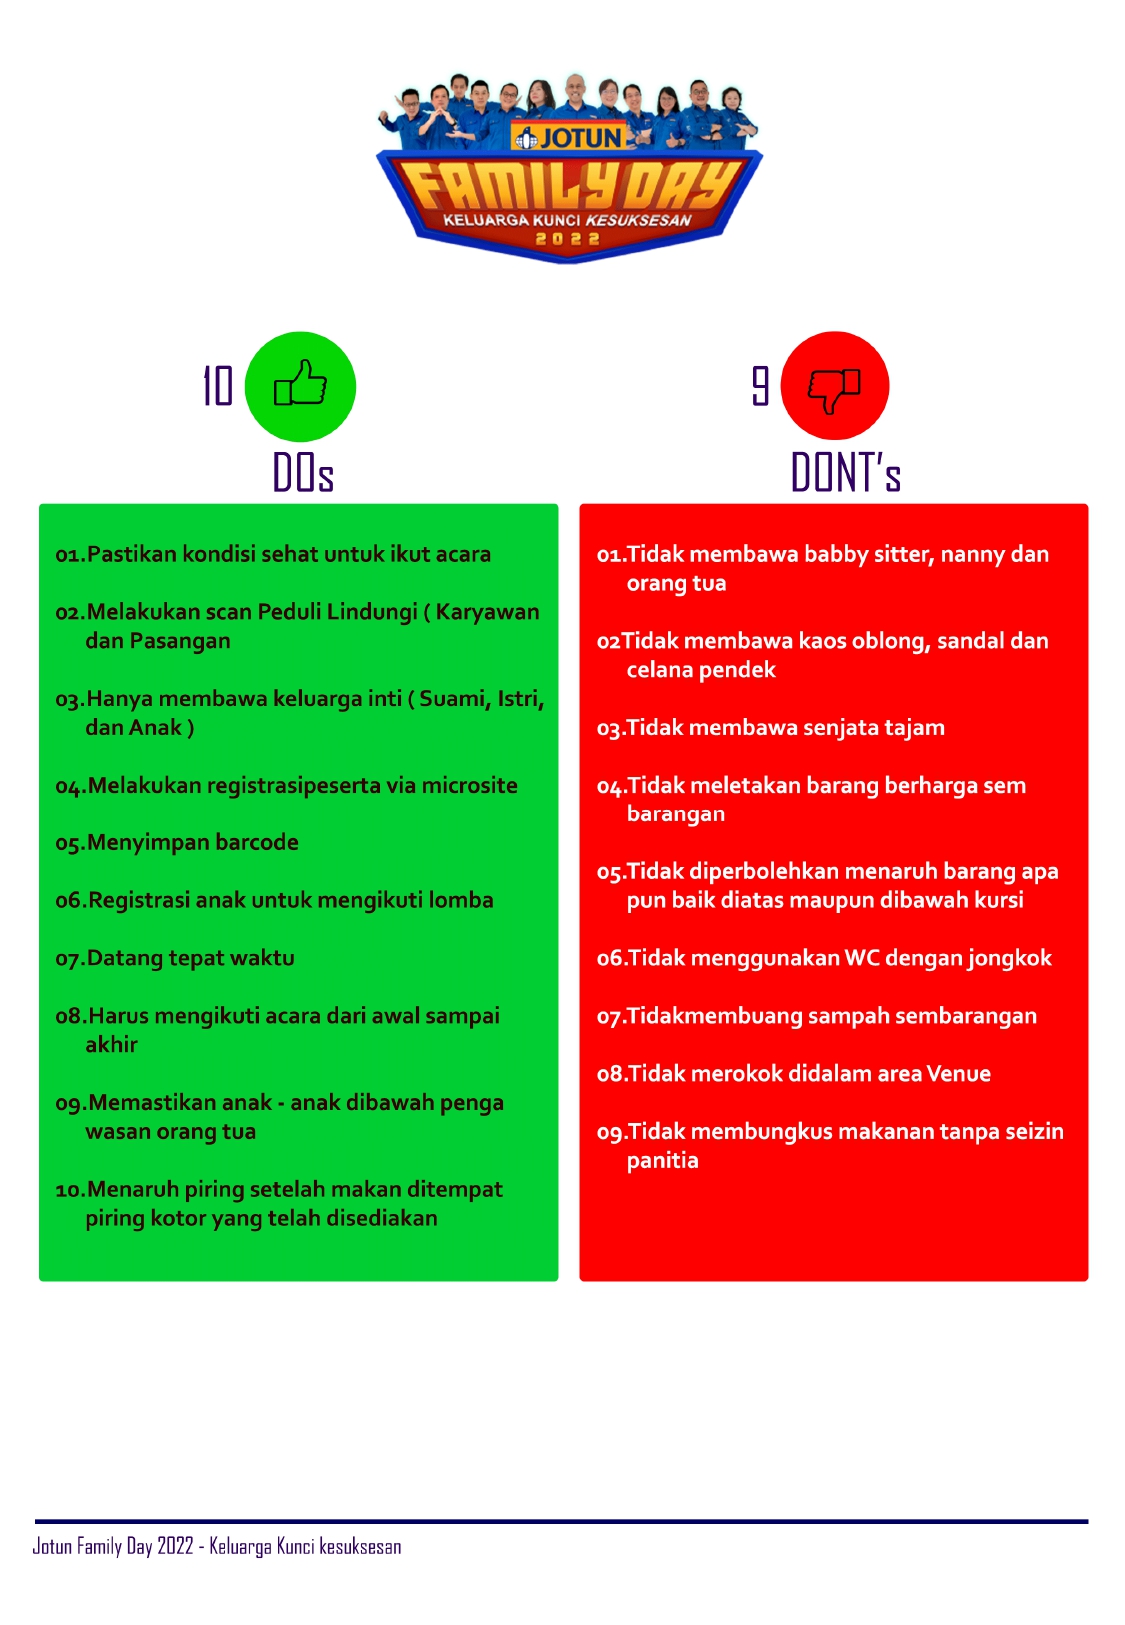 JOTUN
FAMILY DAY
KELUARGA KUNCI KESUKSESAN
2022
10
DOs
01.Pastikan kondisi sehat untuk ikut acara
02.Melakukan scan Peduli Lindungi ( Karyawan
dan Pasangan
03.Hanya membawa keluarga inti ( Suami, Istri,
dan Anak )
04.Melakukan registrasipeserta via microsite
05.Menyimpan barcode
06.Registrasi anak untuk mengikuti lomba
07.Datang tepat waktu
08.Harus mengikuti acara dari awal sampai
akhir
09.Memastikan anak - anak dibawah penga
wasan orang tua
10.Menaruh piring setelah makan ditempat
piring kotor yang telah disediakan
9
DONT's
01.Tidak membawa babby sitter, nanny dan
orang tua
02Tidak membawa kaos oblong, sandal dan
celana pendek
03.Tidak membawa senjata tajam
04.Tidak meletakan barang berharga sem
barangan
05.Tidak diperbolehkan menaruh barang apa
pun baik diatas maupun dibawah kursi
06.Tidak menggunakan WC dengan jongkok
07.Tidakmembuang sampah sembarangan
08.Tidak merokok didalam area Venue
09.Tidak membungkus makanan tanpa seizin
panitia
Jotun Family Day 2022 - Keluarga Kunci kesuksesan